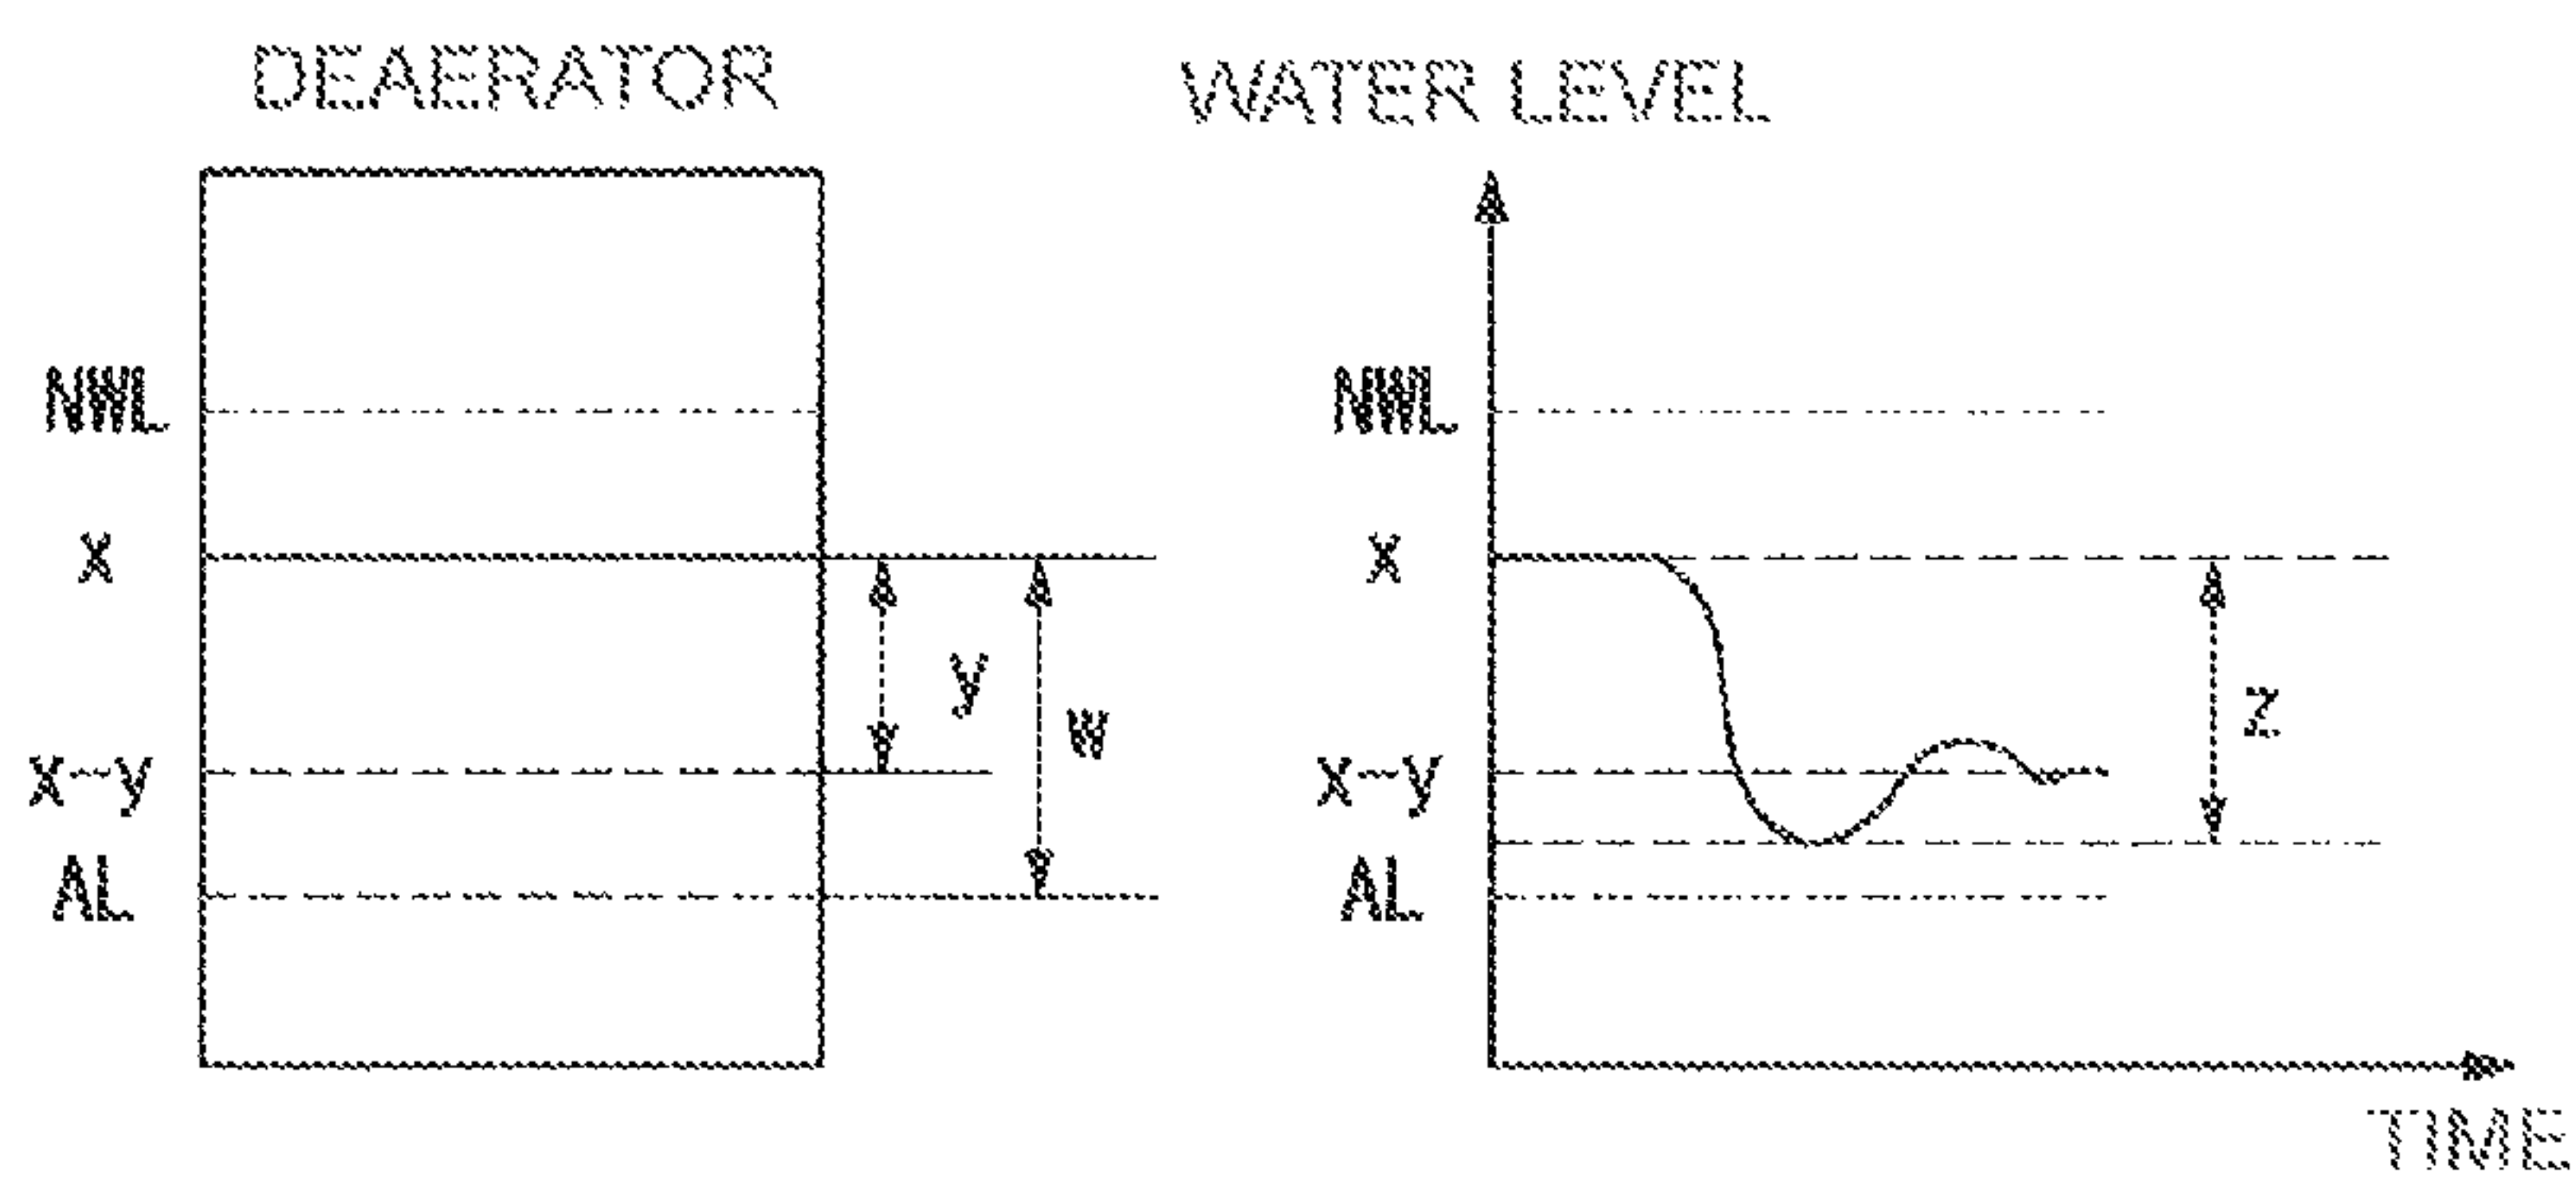 DEAERATOR
WATER LEVEL
NWL
x
x-y
AL
y
w
NWL
x
x-y
AL
z
TIME